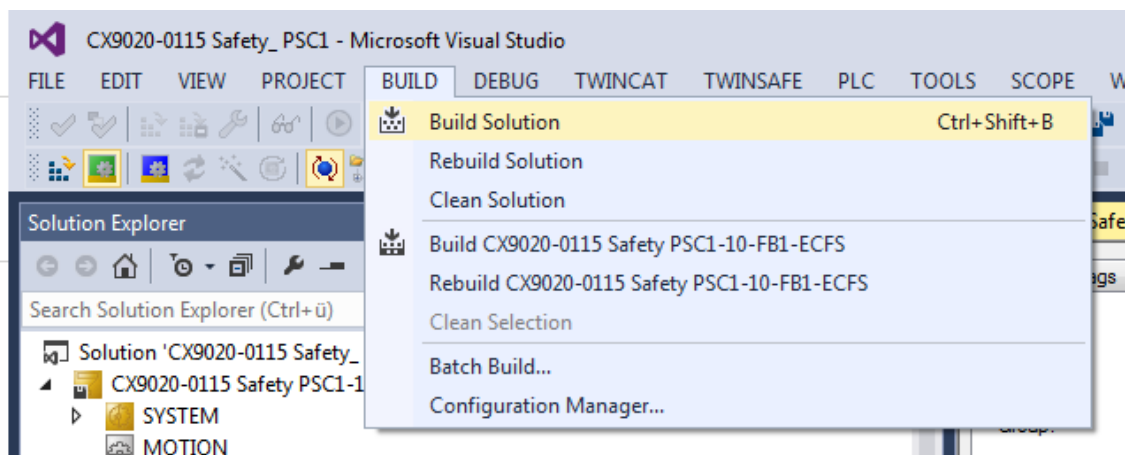 CX9020-0115 Safety_ PSC1 - Microsoft Visual Studio
FILE EDIT VIEW PROJECT BUILD DEBUG TWINCAT TWINSAFE PLC TOOLS SCOPE W
Build Solution Ctrl+Shift+B
Rebuild Solution
Clean Solution
Solution Explorer
Build CX9020-0115 Safety PSC1-10-FB1-ECFS
Rebuild CX9020-0115 Safety PSC1-10-FB1-ECFS
Search Solution Explorer (Ctrl+ü)
Clean Selection
Solution 'CX9020-0115 Safety_
Batch Build...
CX9020-0115 Safety PSC1-1
Configuration Manager...
SYSTEM
MOTION